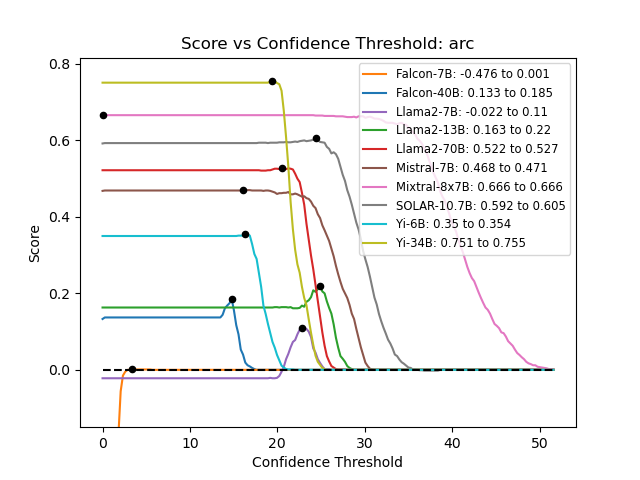 Score vs Confidence Threshold: arc
Score
0.8
0.6
0.4
0.2
0.0
Falcon-7B: -0.476 to 0.001
Falcon-40B: 0.133 to 0.185
Llama2-7B: -0.022 to 0.11
Llama2-13B: 0.163 to 0.22
Llama2-70B: 0.522 to 0.527
Mistral-7B: 0.468 to 0.471
Mixtral-8x7B: 0.666 to 0.666
SOLAR-10.7B: 0.592 to 0.605
Yi-6B: 0.35 to 0.354
Yi-34B: 0.751 to 0.755
0 10 20 30 40 50
Confidence Threshold